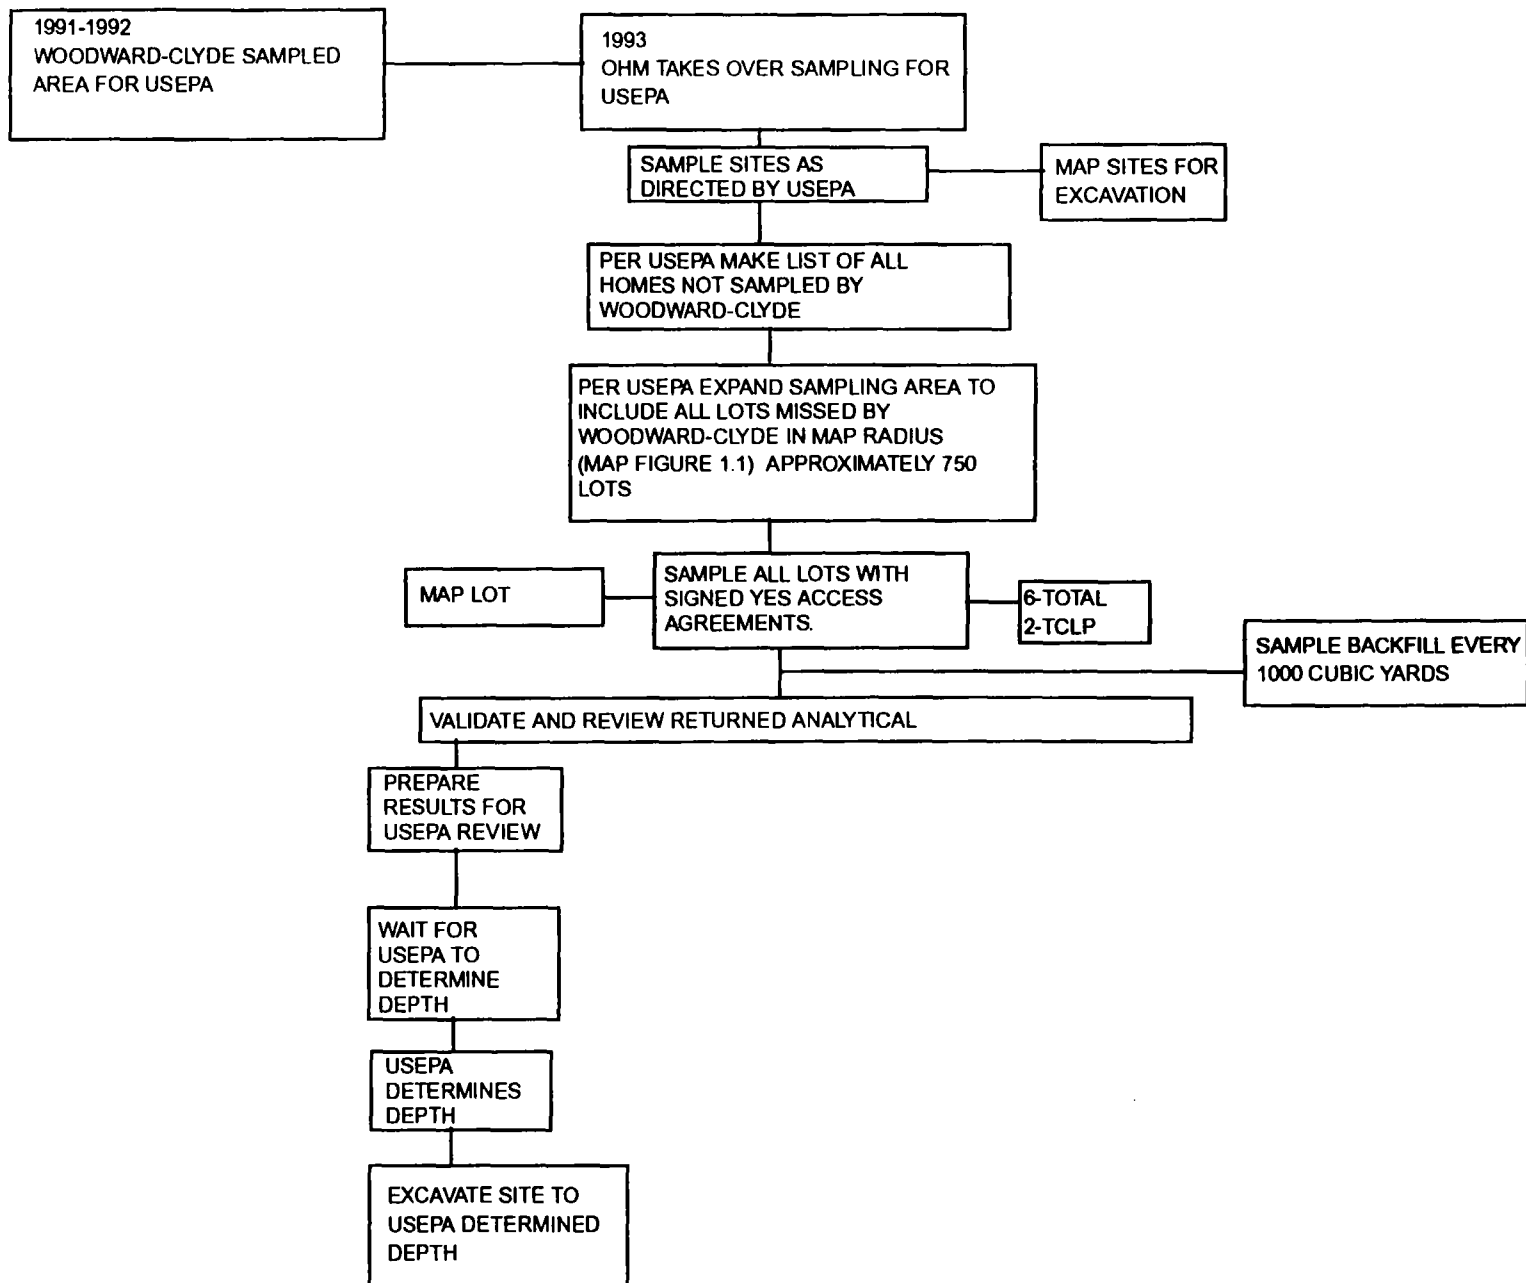 1991-1992
WOODWARD-CLYDE SAMPLED
AREA FOR USEPA
1993
OHM TAKES OVER SAMPLING FOR
USEPA
SAMPLE SITES AS
DIRECTED BY USEPA
MAP SITES FOR
EXCAVATION
PER USEPA MAKE LIST OF ALL
HOMES NOT SAMPLED BY
WOODWARD-CLYDE
PER USEPA EXPAND SAMPLING AREA TO
INCLUDE ALL LOTS MISSED BY
WOODWARD-CLYDE IN MAP RADIUS
(MAP FIGURE 1.1) APPROXIMATELY 750
LOTS
MAP LOT
SAMPLE ALL LOTS WITH
SIGNED YES ACCESS
AGREEMENTS.
6-TOTAL
2-TCLP
SAMPLE BACKFILL EVERY
1000 CUBIC YARDS
VALIDATE AND REVIEW RETURNED ANALYTICAL
PREPARE
RESULTS FOR
USEPA REVIEW
WAIT FOR
USEPA TO
DETERMINE
DEPTH
USEPA
DETERMINES
DEPTH
EXCAVATE SITE TO
USEPA DETERMINED
DEPTH